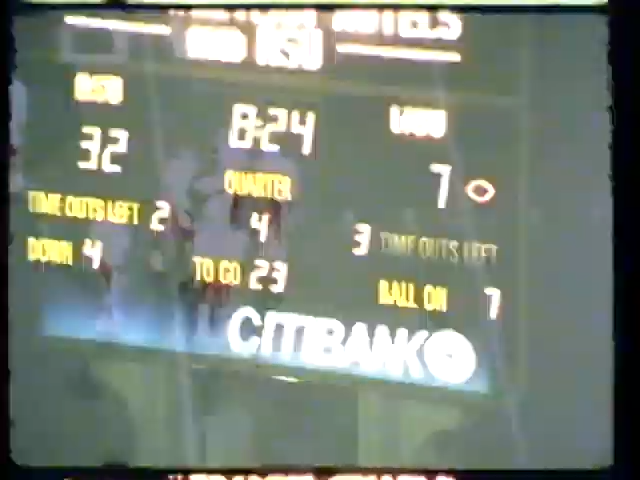 HOTELS
8:24
32
7
QUARTER
TIME OUTS LEFT 2
4
3 TIME OUTS LEFT
DOWN 4
TO GO 23
BALL ON 7
CITIBANK